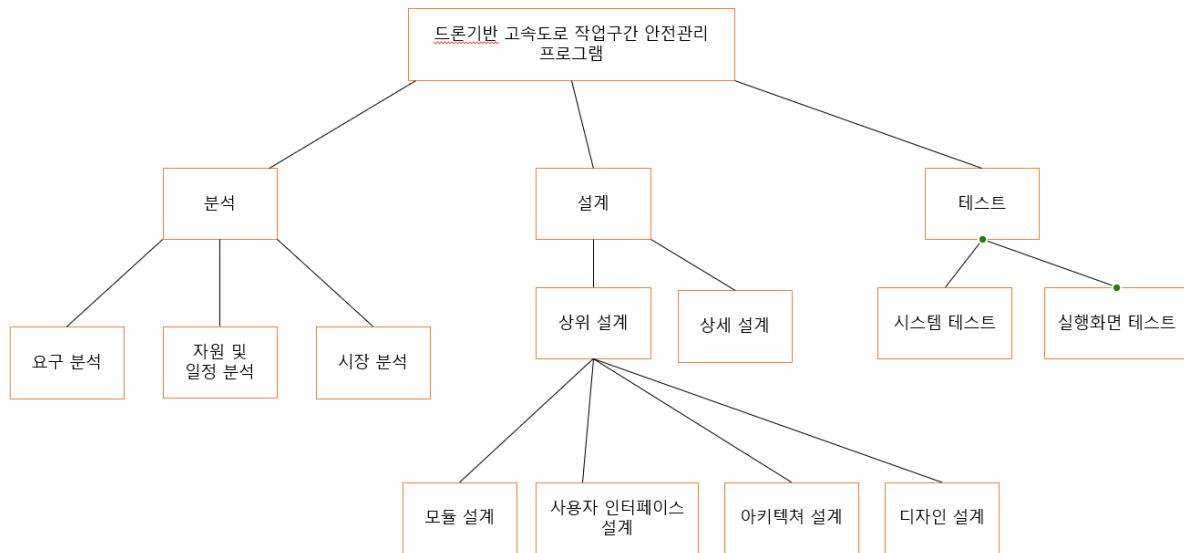 드론기반 고속도로 작업구간 안전관리
프로그램
분석
설계
테스트
요구 분석
자원 및
일정 분석
시장 분석
상위 설계
상세 설계
시스템 테스트
실행화면 테스트
모듈 설계
사용자 인터페이스
설계
아키텍쳐 설계
디자인 설계